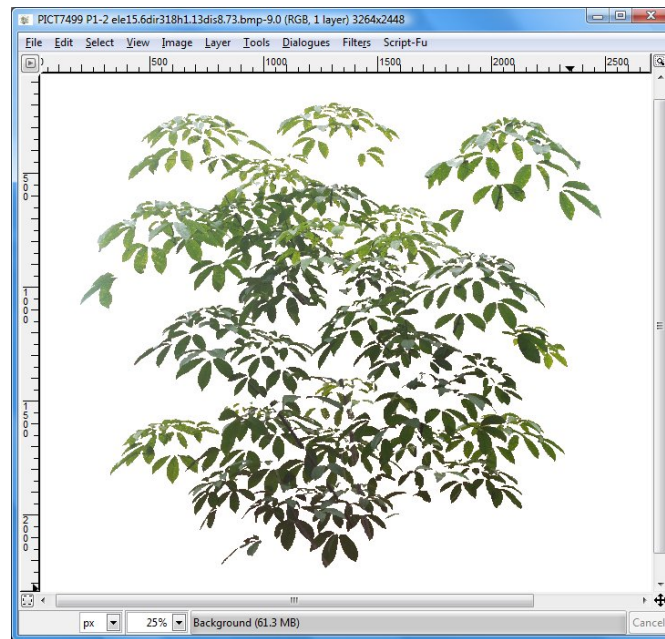 PICT7499 P1-2 ele15.6dir318h1.13dis8.73.bmp-9.0 (RGB, 1 layer) 3264x2448
File Edit Select View Image Layer Tools Dialogues Filters Script-Fu
500 1000 1500 2000 2500
500
1000
1500
2000
px 25% Background (61.3 MB) Cancel